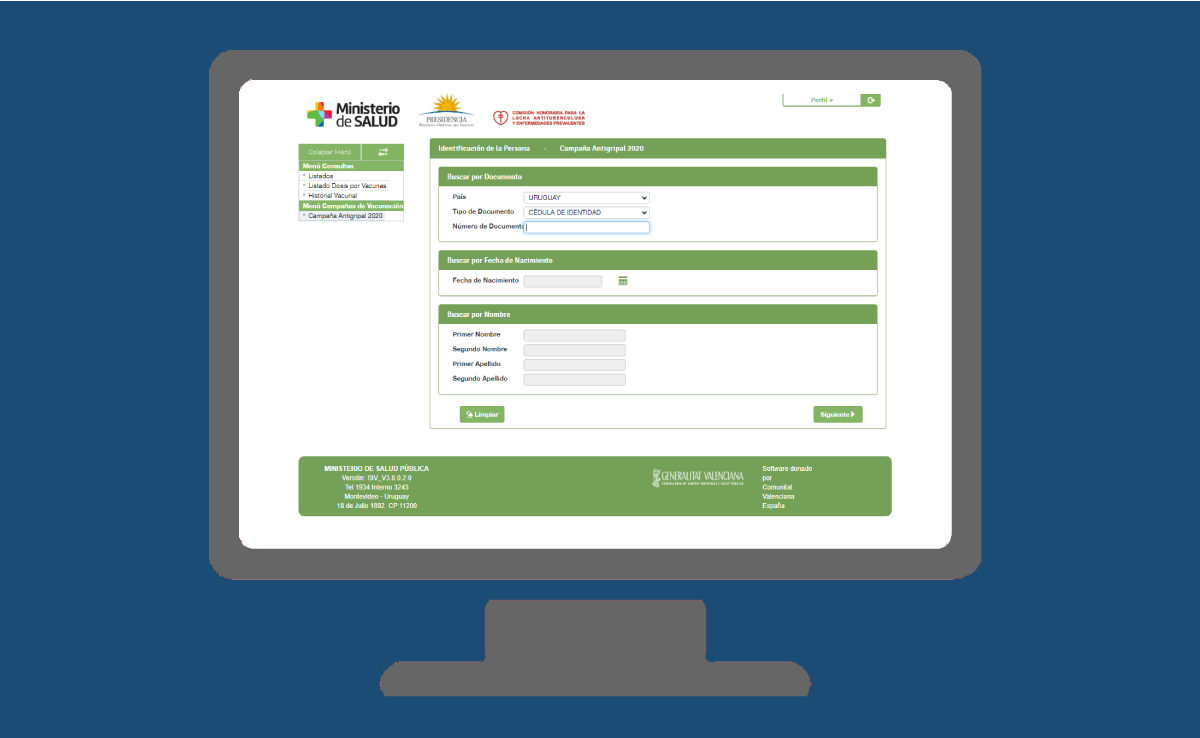 Ministerio
de SALUD
PRESIDENCIA
COMISIÓN HONORARIA PARA LA
LUCHA ANTITUBERCULOSA
Y ENFERMEDADES PREVALENTES
Perfil
Colapsar Menú
Menú Consultas
Listados
Listado Dosis por Vacunas
Historial Vacunal
Menú Campañas de Vacunación
Campaña Antigripal 2020
Identificación de la Persona - Campaña Antigripal 2020
Buscar por Documento
País URUGUAY
Tipo de Documento CÉDULA DE IDENTIDAD
Número de Documento
Buscar por Fecha de Nacimiento
Fecha de Nacimiento
Buscar por Nombre
Primer Nombre
Segundo Nombre
Primer Apellido
Segundo Apellido
Limpiar
Siguiente
MINISTERIO DE SALUD PÚBLICA
Versión: SIV_V3.0.0.2.0
Tel 1934 Interno 3243
Montevideo - Uruguay
18 de Julio 1892. CP 11200
GENERALITAT VALENCIANA
Software donado
por
Comunitat
Valenciana
España